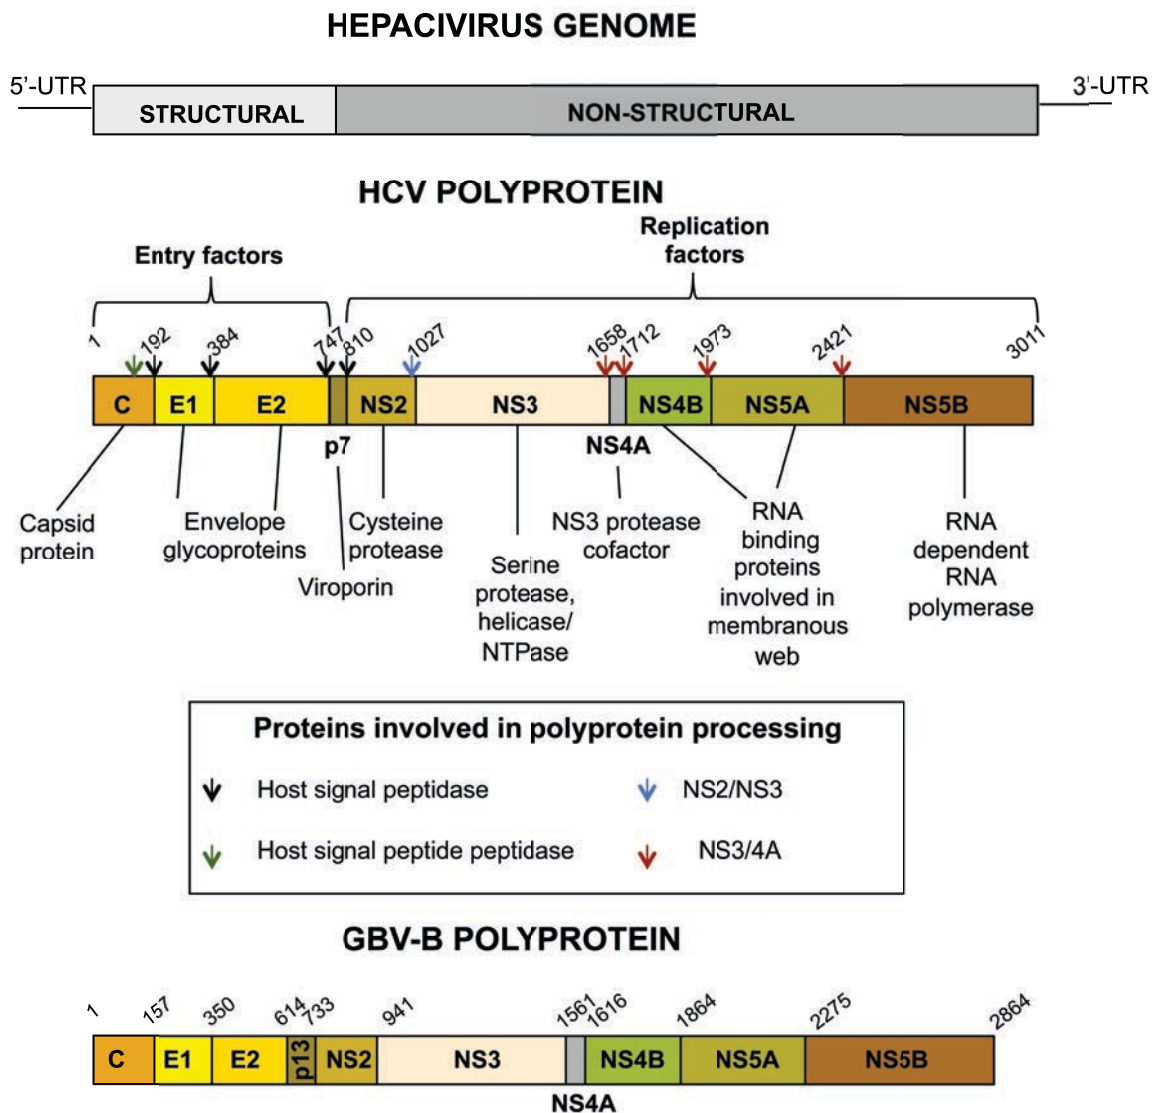 HEPACIVIRUS GENOME
5'-UTR
3'-UTR
STRUCTURAL
NON-STRUCTURAL
HCV POLYPROTEIN
Entry factors
Replication
factors
1
192
384
747
810
1027
1658
1712
1973
2421
3011
C
E1
E2
NS2
NS3
NS4B
NS5A
NS5B
p7
NS4A
Capsid
protein
Envelope
glycoproteins
Viroporin
Cysteine
protease
Serine
protease,
helicase/
NTPase
NS3 protease
cofactor
RNA
binding
proteins
involved in
membranous
web
RNA
dependent
RNA
polymerase
Proteins involved in polyprotein processing
Host signal peptidase
NS2/NS3
Host signal peptide peptidase
NS3/4A
GBV-B POLYPROTEIN
1
157
350
614
733
941
1561
1616
1864
2275
2864
C
E1
E2
p13
NS2
NS3
NS4B
NS5A
NS5B
NS4A